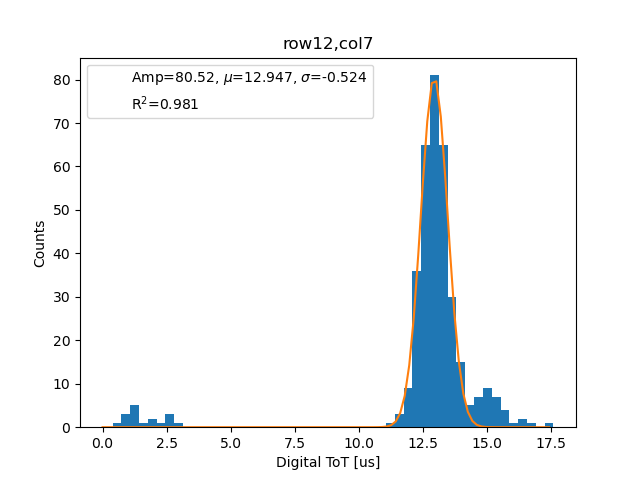 row12,col7
Amp=80.52, μ=12.947, σ=-0.524
R²=0.981
80
70
60
50
40
30
20
10
0
Counts
0.0 2.5 5.0 7.5 10.0 12.5 15.0 17.5
Digital ToT [us]